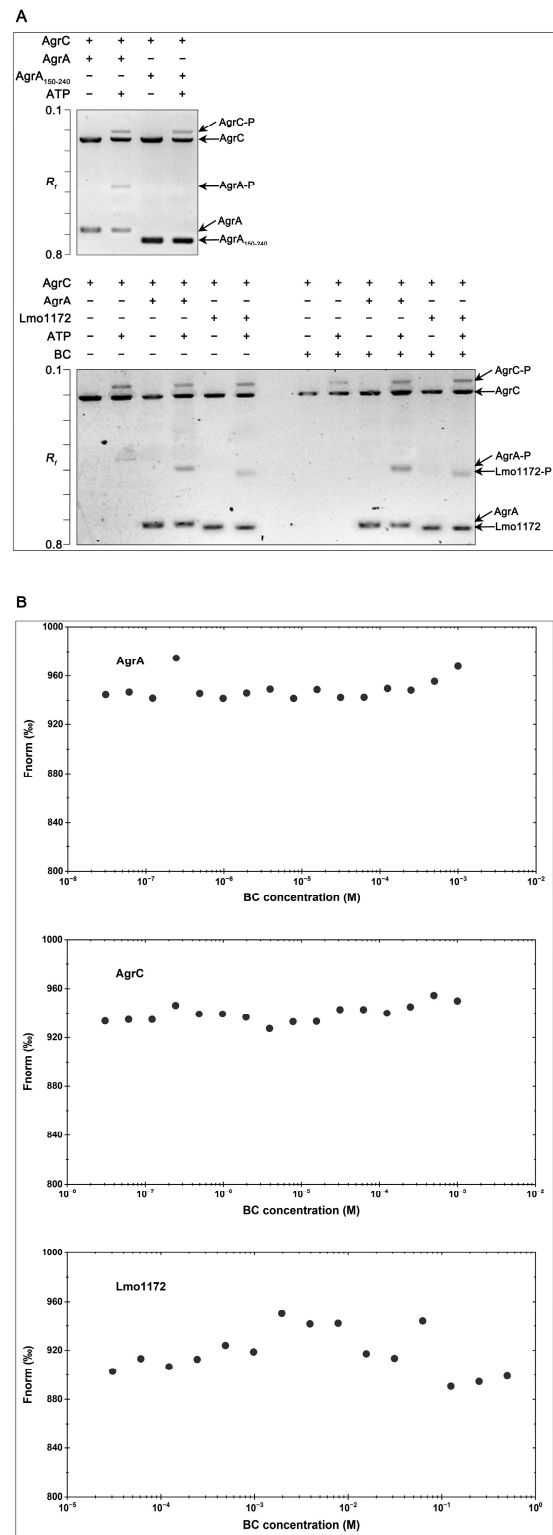 A
AgrC + + + +
AgrA + + − −
AgrA150-240 − − + +
ATP − + − +
0.1
AgrC-P
AgrC
Rf
AgrA-P
AgrA
AgrA150-240
0.8
AgrC + + + + + + + + + + + +
AgrA − − + + − − − − + + − −
Lmo1172 − − − − + + − − − − + +
ATP − + − + − + − + − + − +
BC − − − − − − + + + + + +
0.1
AgrC-P
AgrC
Rf
AgrA-P
Lmo1172-P
AgrA
Lmo1172
0.8
B
1000
AgrA
960
920
880
840
800
Fnorm (‰)
10⁻⁸ 10⁻⁷ 10⁻⁶ 10⁻⁵ 10⁻⁴ 10⁻³ 10⁻²
BC concentration (M)
1000
AgrC
960
920
880
840
800
Fnorm (‰)
10⁻⁸ 10⁻⁷ 10⁻⁶ 10⁻⁵ 10⁻⁴ 10⁻³ 10⁻²
BC concentration (M)
1000
Lmo1172
960
920
880
840
800
Fnorm (‰)
10⁻⁵ 10⁻⁴ 10⁻³ 10⁻² 10⁻¹ 10⁰
BC concentration (M)